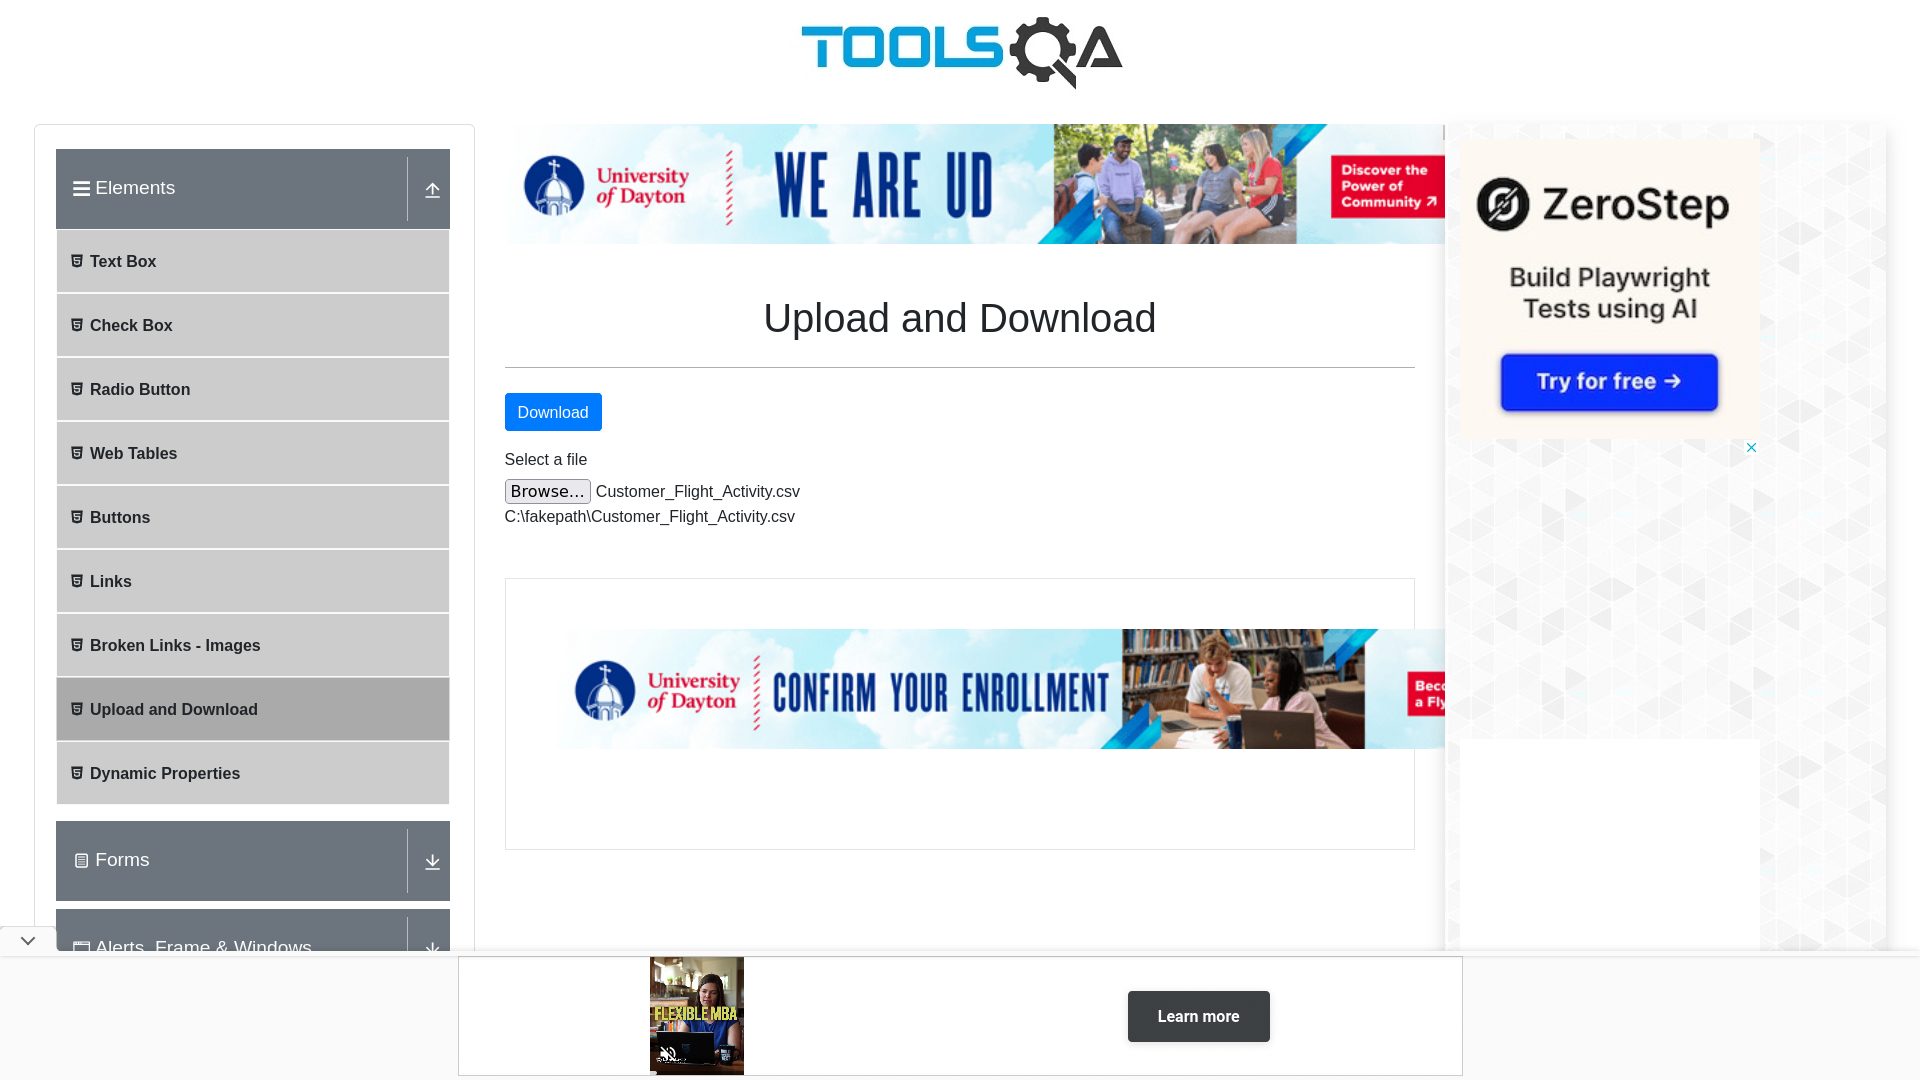 TOOLSQA
Elements
Text Box
Check Box
Radio Button
Web Tables
Buttons
Links
Broken Links - Images
Upload and Download
Dynamic Properties
Forms
Alerts, Frame & Windows
University
of Dayton
WE ARE UD
Discover the
Power of
Community
Upload and Download
Download
Select a file
Browse... Customer_Flight_Activity.csv
C:\fakepath\Customer_Flight_Activity.csv
University
of Dayton
CONFIRM YOUR ENROLLMENT
a Fly
ZeroStep
Build Playwright
Tests using AI
Try for free →
FLEXIBLE MBA
Learn more